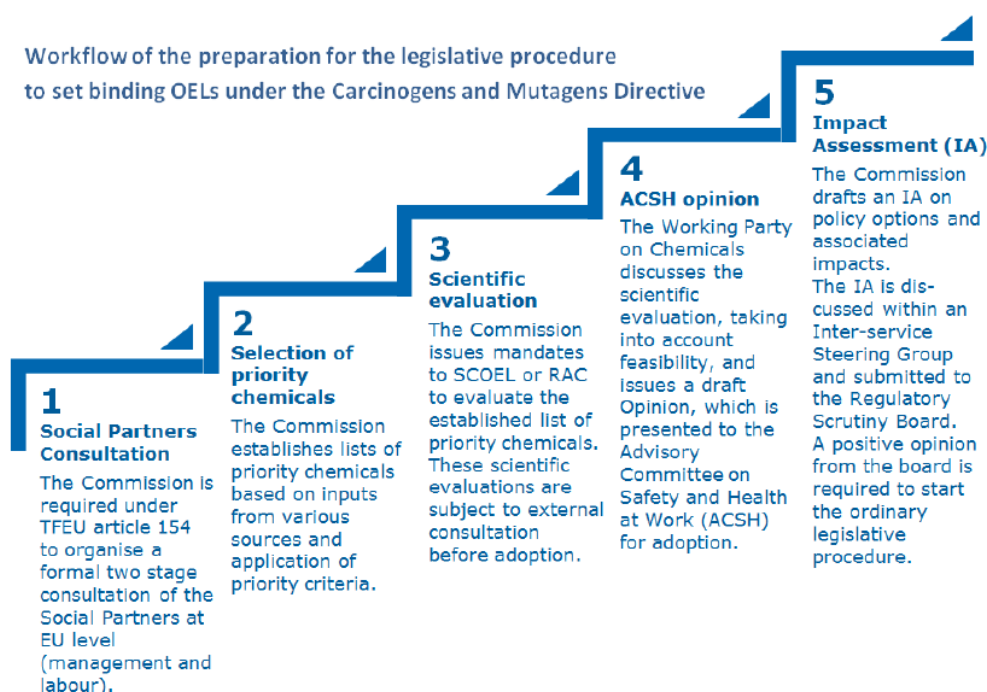 Workflow of the preparation for the legislative procedure
to set binding OELs under the Carcinogens and Mutagens Directive
1
Social Partners
Consultation
The Commission is
required under
TFEU article 154
to organise a
formal two stage
consultation of the
Social Partners at
EU level
(management and
labour).
2
Selection of
priority
chemicals
The Commission
establishes lists of
priority chemicals
based on inputs
from various
sources and
application of
priority criteria.
3
Scientific
evaluation
The Commission
issues mandates
to SCOEL or RAC
to evaluate the
established list of
priority chemicals.
These scientific
evaluations are
subject to external
consultation
before adoption.
4
ACSH opinion
The Working Party
on Chemicals
discusses the
scientific
evaluation, taking
into account
feasibility, and
issues a draft
Opinion, which is
presented to the
Advisory
Committee on
Safety and Health
at Work (ACSH)
for adoption.
5
Impact
Assessment (IA)
The Commission
drafts an IA on
policy options and
associated
impacts.
The IA is dis-
cussed within an
Inter-service
Steering Group
and submitted to
the Regulatory
Scrutiny Board.
A positive opinion
from the board is
required to start
the ordinary
legislative
procedure.